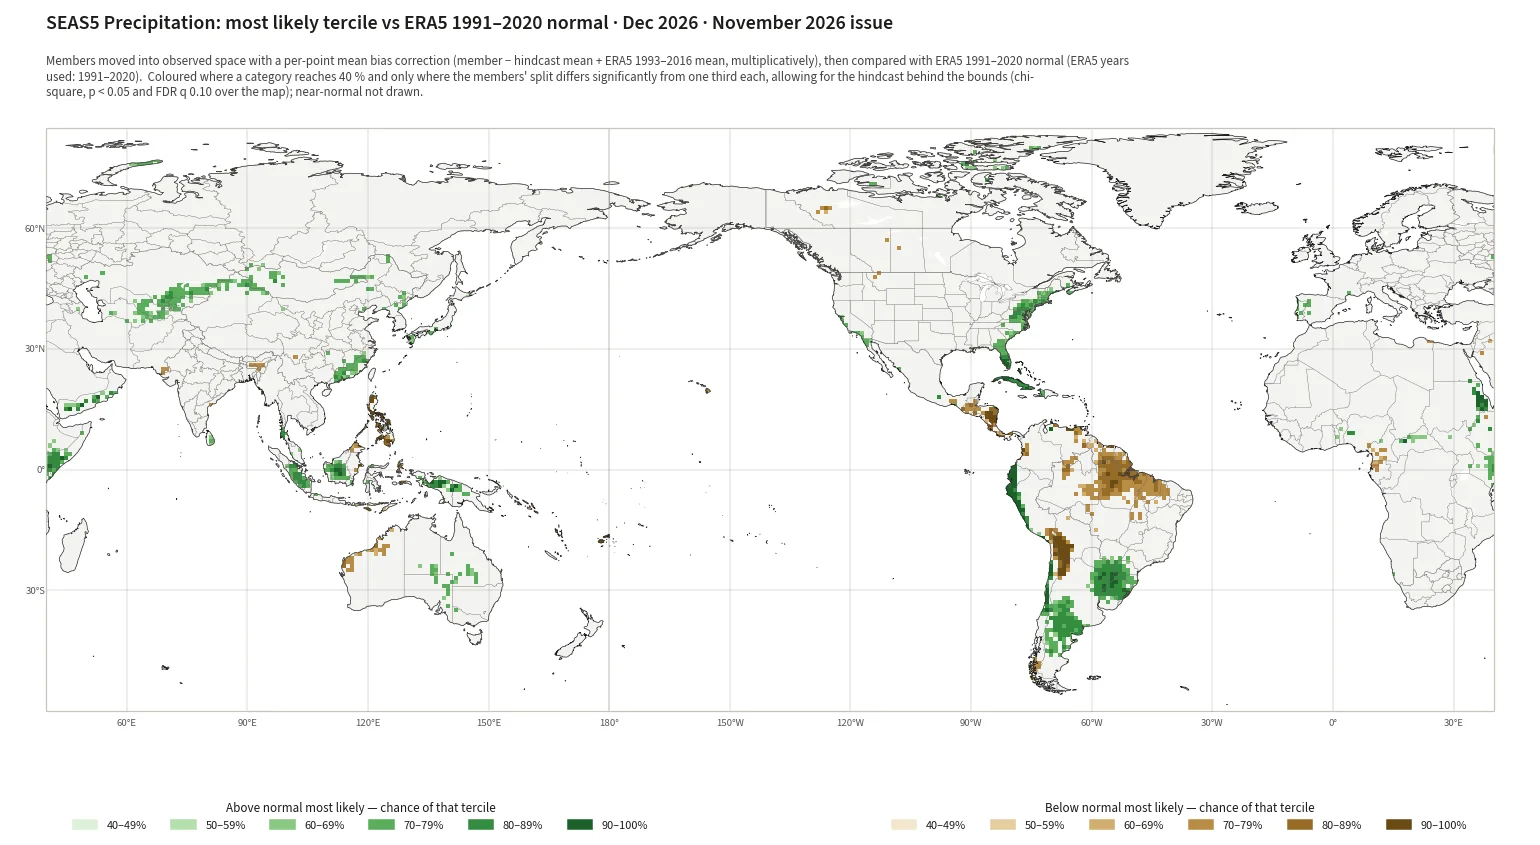 SEAS5 Precipitation: most likely tercile vs ERA5 1991–2020 normal · Dec 2026 · November 2026 issue
Members moved into observed space with a per-point mean bias correction (member − hindcast mean + ERA5 1993–2016 mean, multiplicatively), then compared with ERA5 1991–2020 normal (ERA5 years
used: 1991–2020).  Coloured where a category reaches 40 % and only where the members' split differs significantly from one third each, allowing for the hindcast behind the bounds (chi-
square, p < 0.05 and FDR q 0.10 over the map); near-normal not drawn.
60°N
30°N
0°
30°S
60°E 90°E 120°E 150°E 180° 150°W 120°W 90°W 60°W 30°W 0° 30°E
Above normal most likely — chance of that tercile
40–49% 50–59% 60–69% 70–79% 80–89% 90–100%
Below normal most likely — chance of that tercile
40–49% 50–59% 60–69% 70–79% 80–89% 90–100%